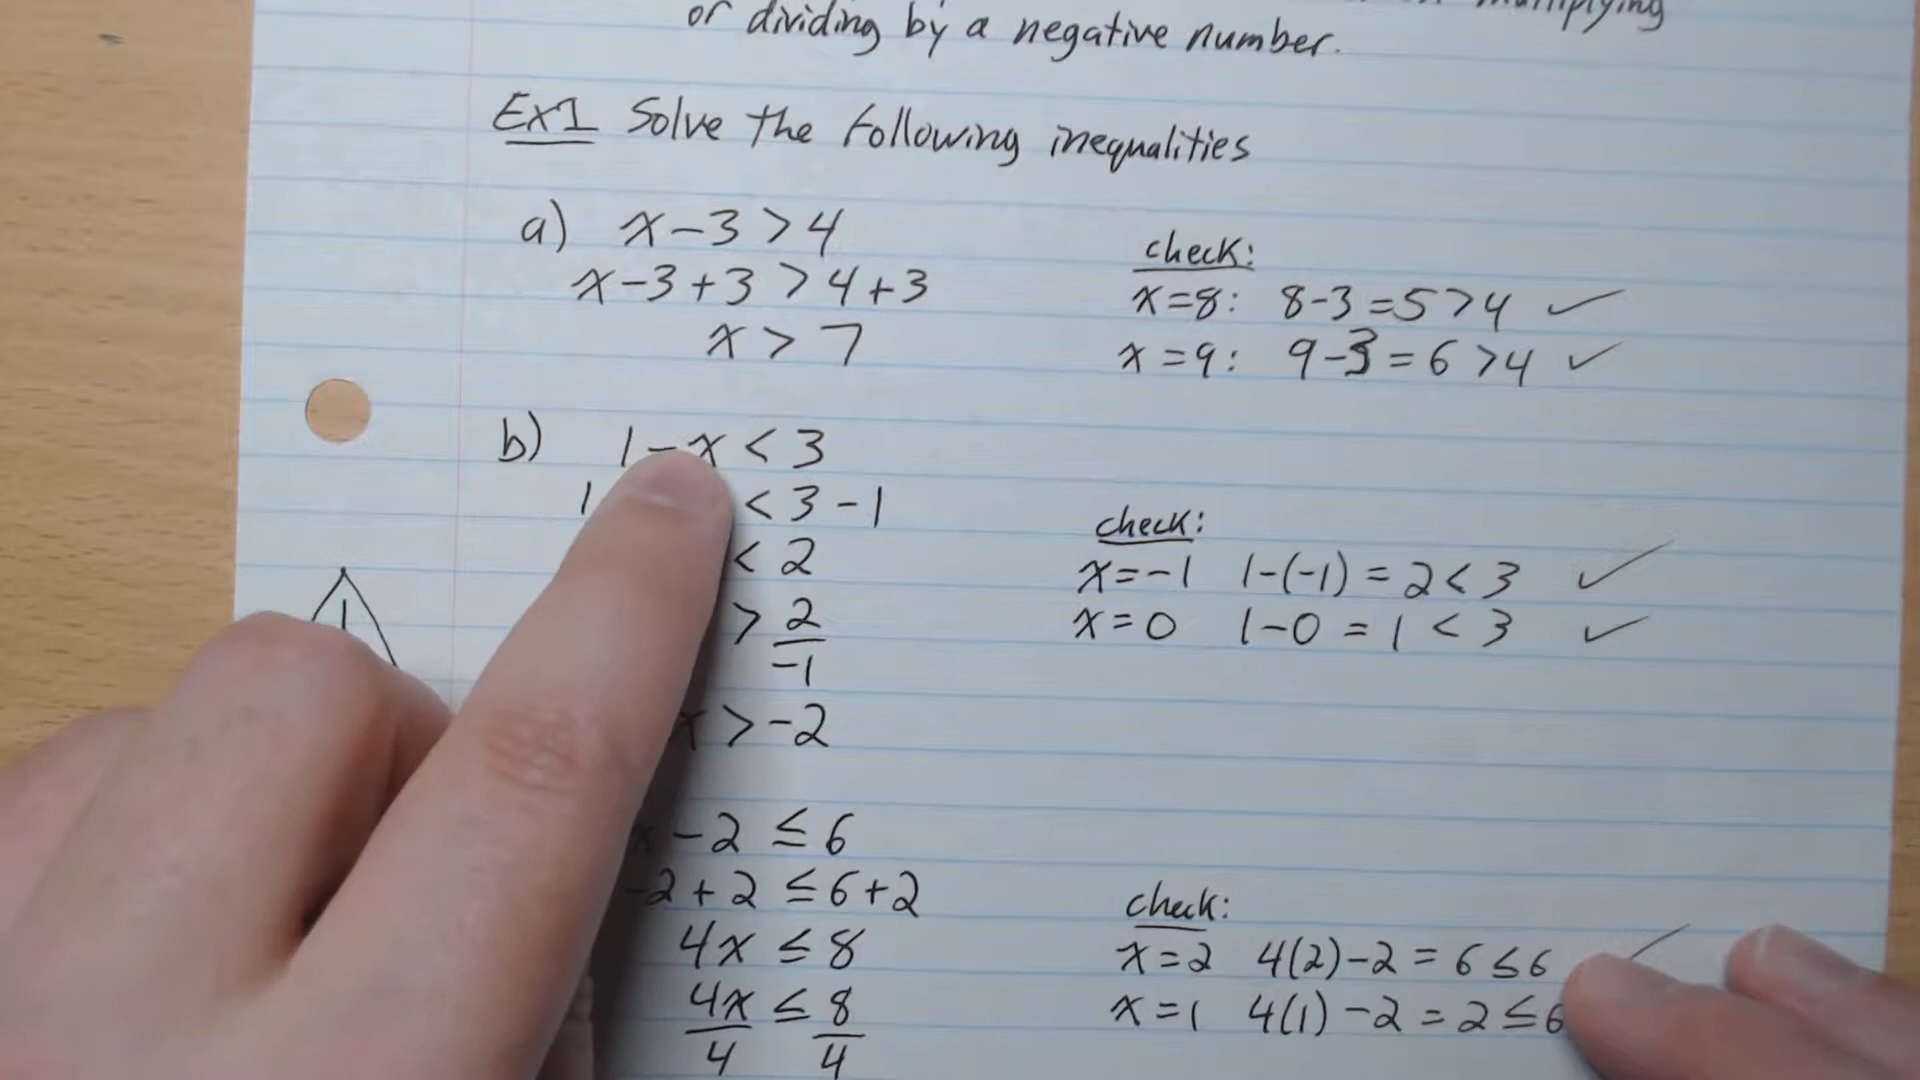 multiplying
or dividing by a negative number.
Ex1 Solve the following inequalities
a) x-3>4
x-3+3>4+3
x>7
check:
x=8: 8-3=5>4 ✓
x=9: 9-3=6>4 ✓
b) 1-x<3
1 <3-1
<2
> 2/-1
x>-2
check:
x=-1 1-(-1)=2<3 ✓
x=0 1-0=1<3 ✓
x-2≤6
-2+2≤6+2
4x≤8
4x/4 ≤ 8/4
check:
x=2 4(2)-2=6≤6 ✓
x=1 4(1)-2=2≤6